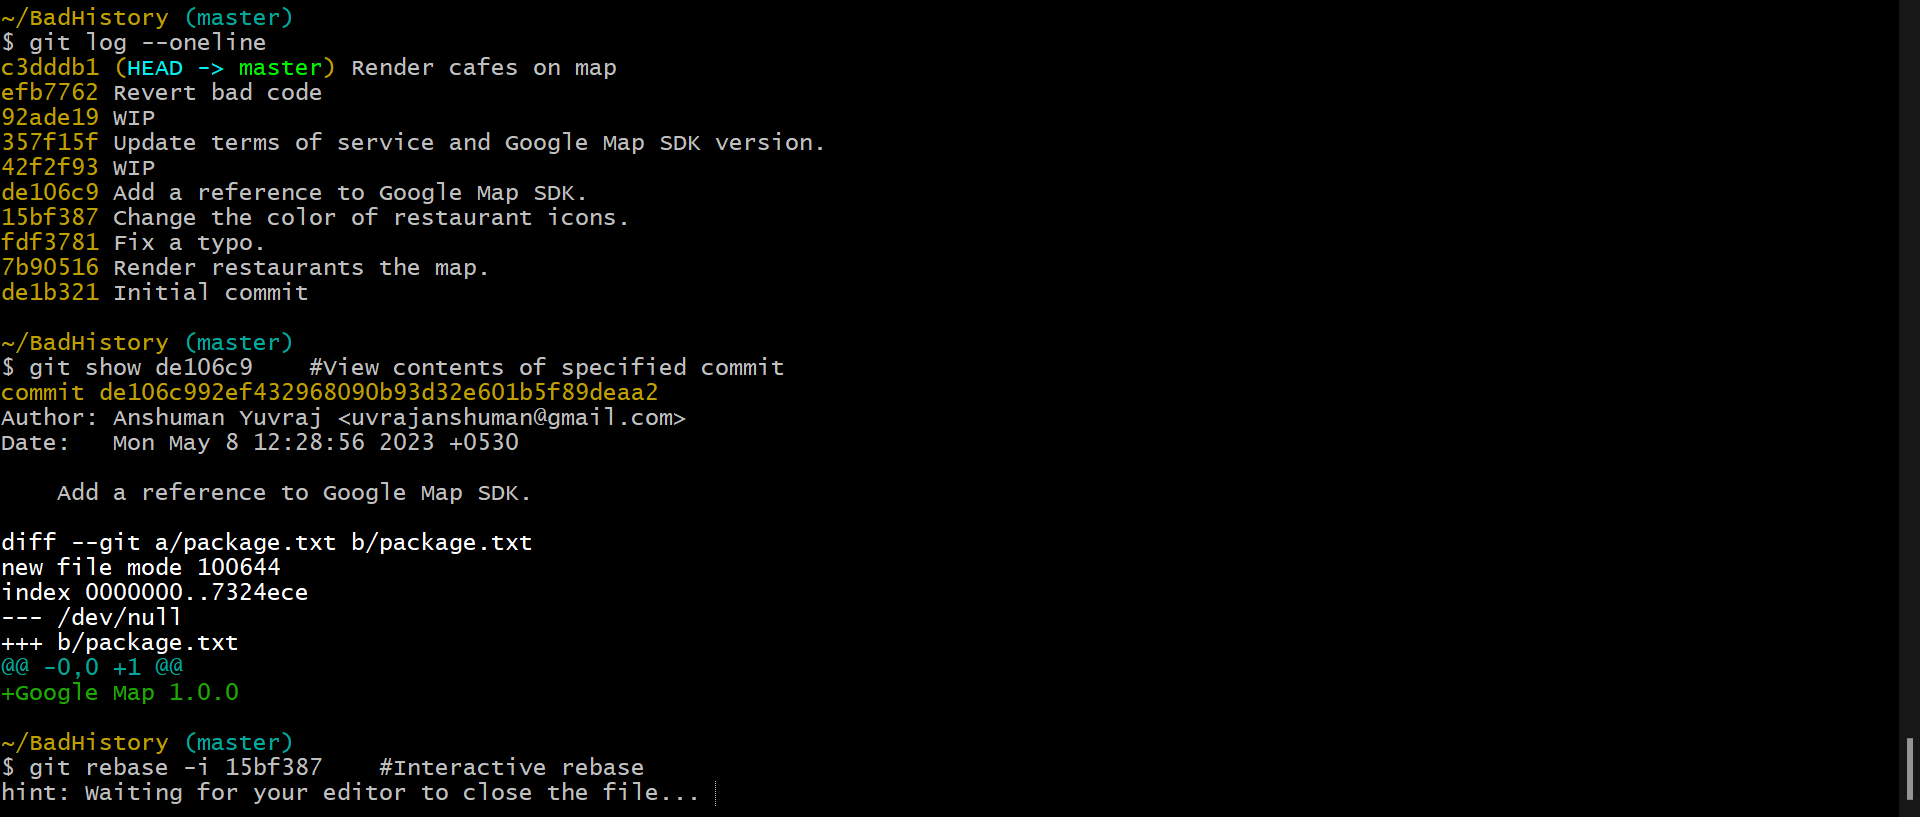 ~/BadHistory (master)
$ git log --oneline
c3dddb1 (HEAD -> master) Render cafes on map
efb7762 Revert bad code
92ade19 WIP
357f15f Update terms of service and Google Map SDK version.
42f2f93 WIP
de106c9 Add a reference to Google Map SDK.
15bf387 Change the color of restaurant icons.
fdf3781 Fix a typo.
7b90516 Render restaurants the map.
de1b321 Initial commit

~/BadHistory (master)
$ git show de106c9    #View contents of specified commit
commit de106c992ef432968090b93d32e601b5f89deaa2
Author: Anshuman Yuvraj <uvrajanshuman@gmail.com>
Date:   Mon May 8 12:28:56 2023 +0530

    Add a reference to Google Map SDK.

diff --git a/package.txt b/package.txt
new file mode 100644
index 0000000..7324ece
--- /dev/null
+++ b/package.txt
@@ -0,0 +1 @@
+Google Map 1.0.0

~/BadHistory (master)
$ git rebase -i 15bf387    #Interactive rebase
hint: Waiting for your editor to close the file...